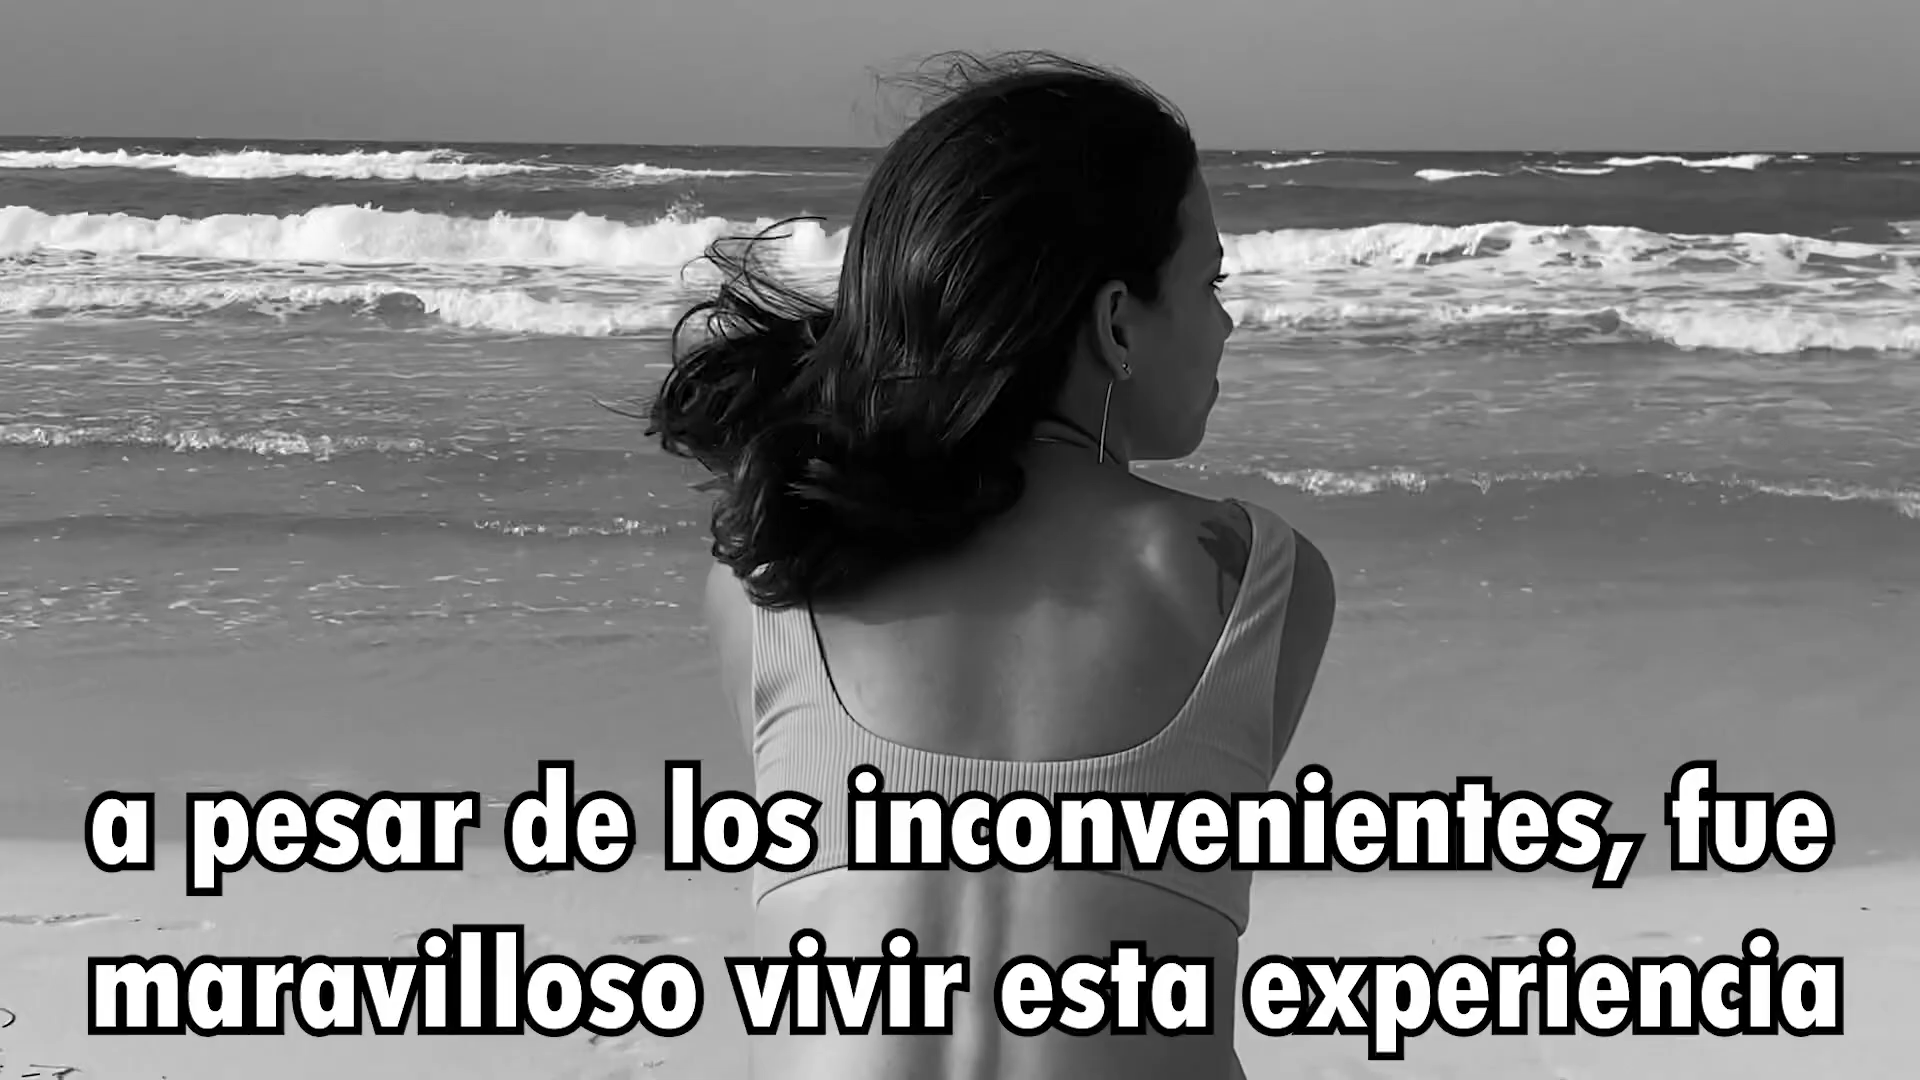 a pesar de los inconvenientes, fue
maravilloso vivir esta experiencia